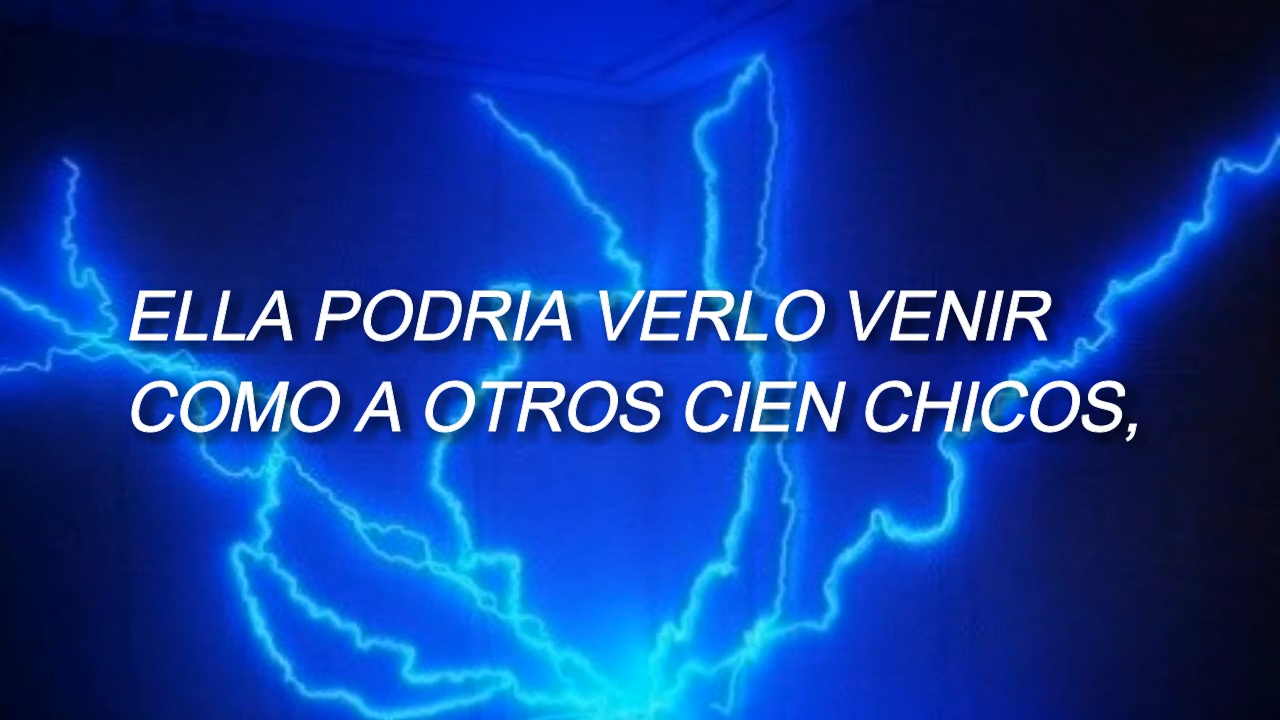 ELLA PODRIA VERLO VENIR
COMO A OTROS CIEN CHICOS,